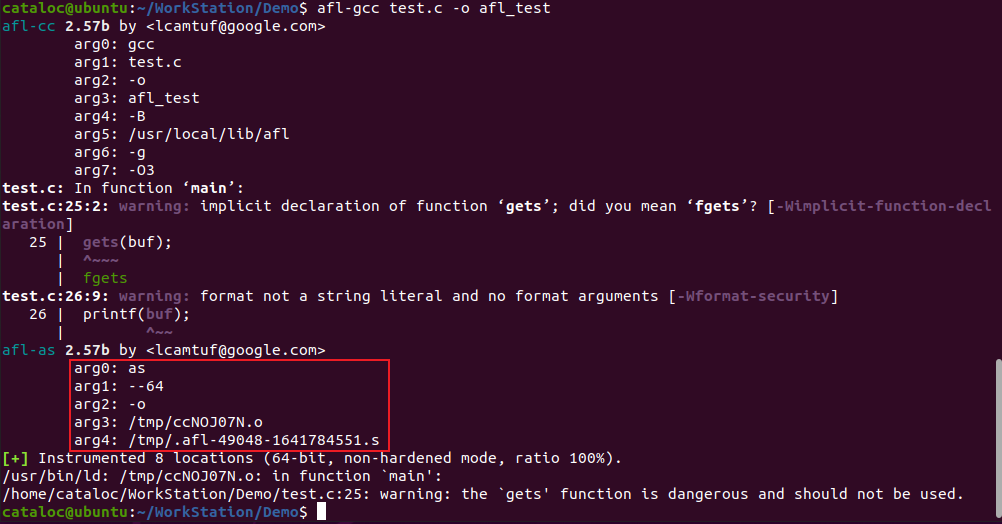 cataloc@ubuntu:~/WorkStation/Demo$ afl-gcc test.c -o afl_test
afl-cc 2.57b by <lcamtuf@google.com>
arg0: gcc
arg1: test.c
arg2: -o
arg3: afl_test
arg4: -B
arg5: /usr/local/lib/afl
arg6: -g
arg7: -O3
test.c: In function ‘main’:
test.c:25:2: warning: implicit declaration of function ‘gets’; did you mean ‘fgets’? [-Wimplicit-function-decl
aration]
25 |  gets(buf);
|  ^~~~
|  fgets
test.c:26:9: warning: format not a string literal and no format arguments [-Wformat-security]
26 |  printf(buf);
|         ^~~
afl-as 2.57b by <lcamtuf@google.com>
arg0: as
arg1: --64
arg2: -o
arg3: /tmp/ccNOJ07N.o
arg4: /tmp/.afl-49048-1641784551.s
[+] Instrumented 8 locations (64-bit, non-hardened mode, ratio 100%).
/usr/bin/ld: /tmp/ccNOJ07N.o: in function `main':
/home/cataloc/WorkStation/Demo/test.c:25: warning: the `gets' function is dangerous and should not be used.
cataloc@ubuntu:~/WorkStation/Demo$